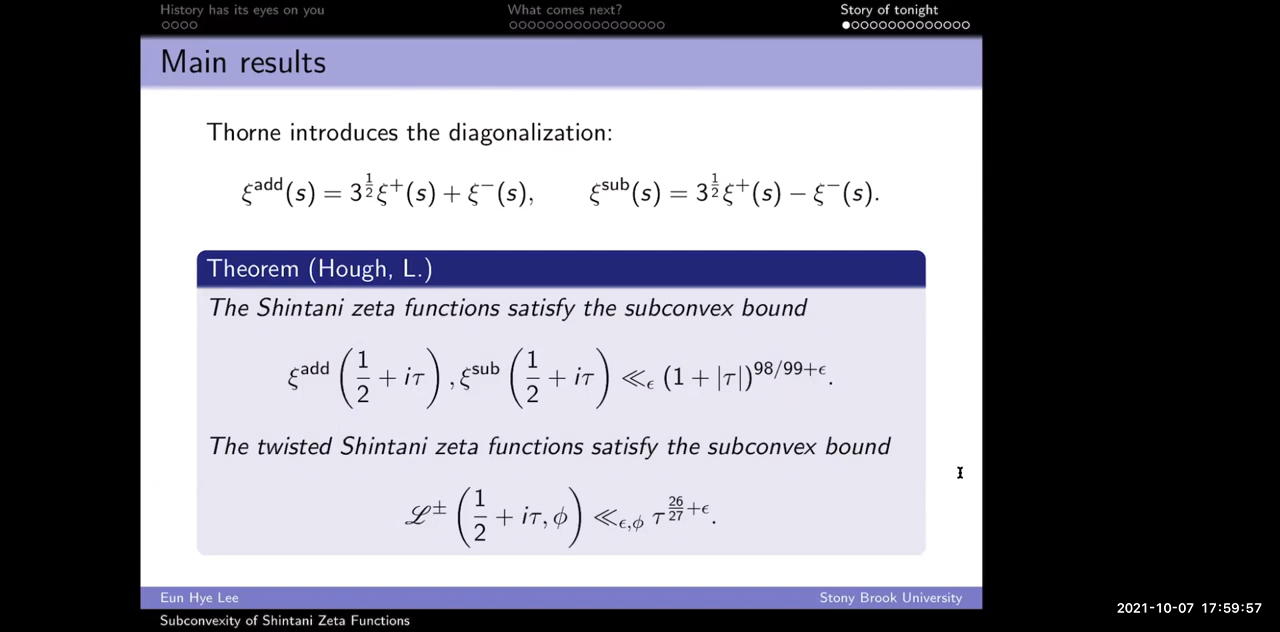 History has its eyes on you What comes next? Story of tonight
Main results
Thorne introduces the diagonalization:
ξ^add(s) = 3^{1/2}ξ^+(s) + ξ^−(s), ξ^sub(s) = 3^{1/2}ξ^+(s) − ξ^−(s).
Theorem (Hough, L.)
The Shintani zeta functions satisfy the subconvex bound
ξ^add (1/2 + iτ), ξ^sub (1/2 + iτ) ≪_ϵ (1 + |τ|)^{98/99+ϵ}.
The twisted Shintani zeta functions satisfy the subconvex bound
ℒ^± (1/2 + iτ, ϕ) ≪_{ϵ,ϕ} τ^{26/27+ϵ}.
Eun Hye Lee Stony Brook University
Subconvexity of Shintani Zeta Functions
2021-10-07 17:59:57